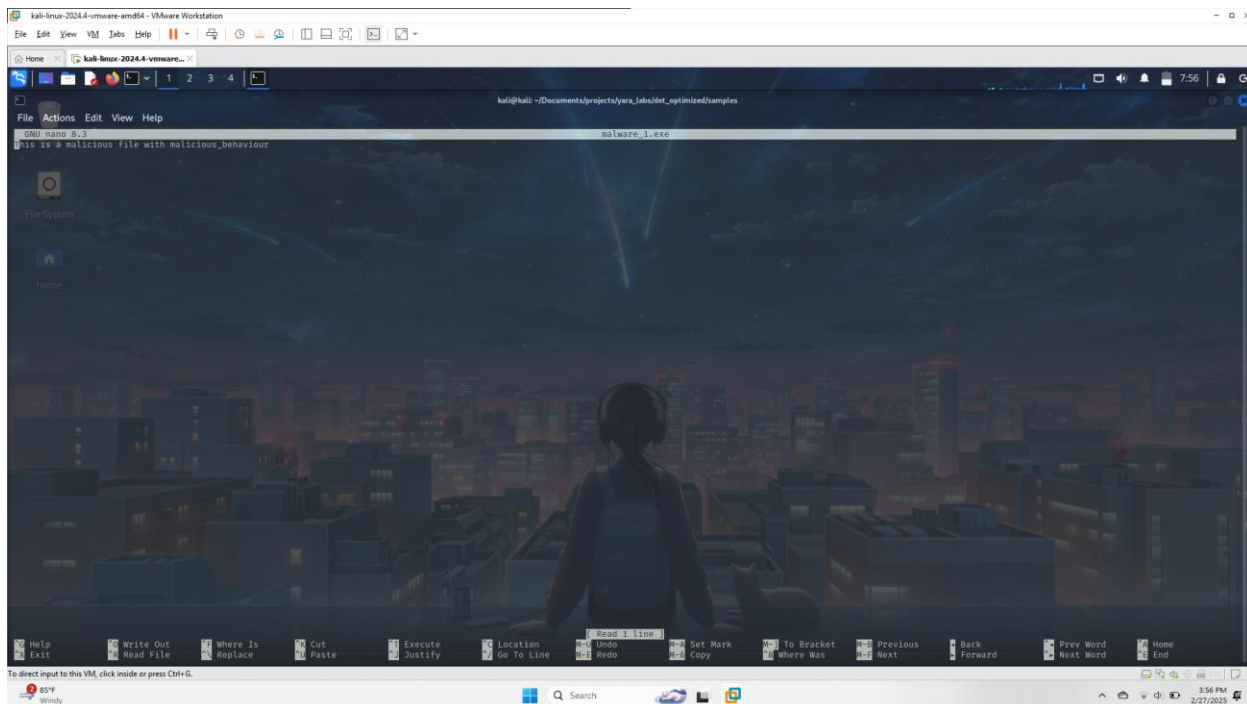 kali-linux-2024.4-vmware-amd64 - VMware Workstation
File Edit View VM Tabs Help
Home kali-linux-2024.4-vmware...
1 2 3 4 7:56
kali@kali: ~/Documents/projects/yara_labs/det_optimized/samples
File Actions Edit View Help
GNU nano 8.3 malware_1.exe
This is a malicious file with malicious_behaviour
File System
Home
[ Read 1 line ]
^G Help ^O Write Out ^F Where Is ^K Cut ^T Execute ^C Location M-U Undo M-A Set Mark M-] To Bracket M-B Previous Back Prev Word ^A Home
^X Exit ^R Read File ^\ Replace ^U Paste ^J Justify ^/ Go To Line M-E Redo M-6 Copy ^B Where Was M-F Next Forward Next Word ^E End
To direct input to this VM, click inside or press Ctrl+G.
2 85°F
Windy
Search
3:56 PM
2/27/2025